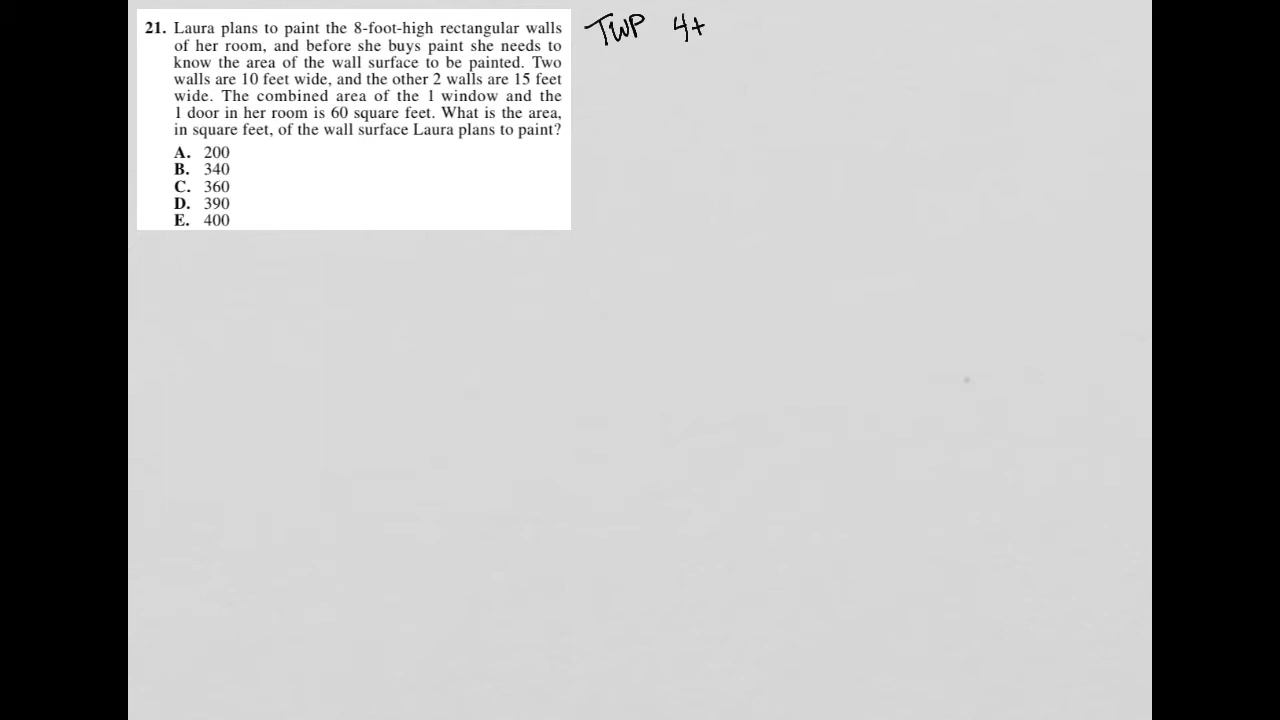 21. Laura plans to paint the 8-foot-high rectangular walls
of her room, and before she buys paint she needs to
know the area of the wall surface to be painted. Two
walls are 10 feet wide, and the other 2 walls are 15 feet
wide. The combined area of the 1 window and the
1 door in her room is 60 square feet. What is the area,
in square feet, of the wall surface Laura plans to paint?
A. 200
B. 340
C. 360
D. 390
E. 400
TWP 4+